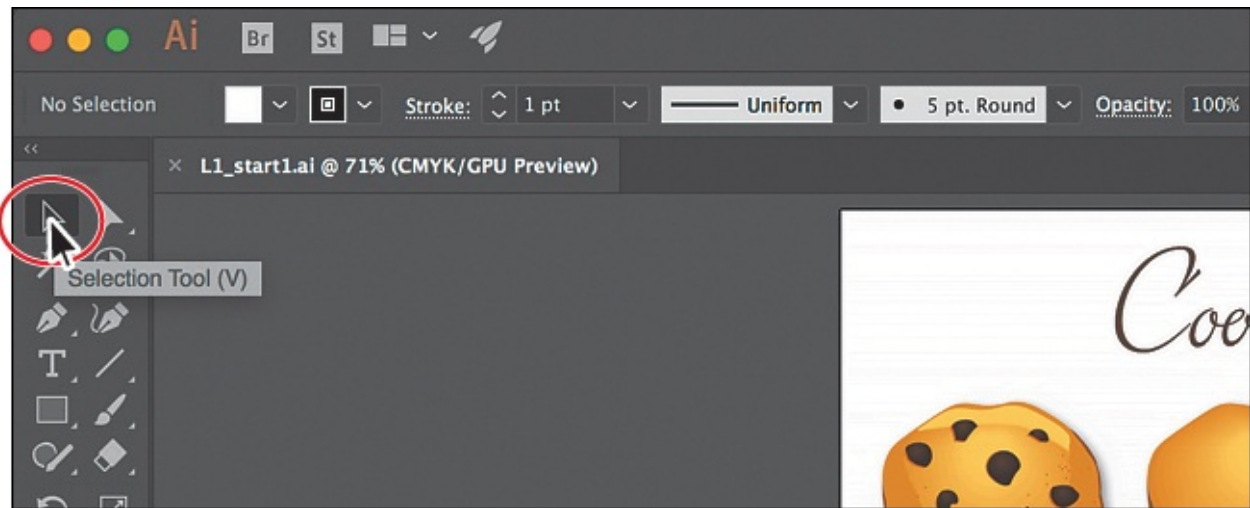 Ai Br St
No Selection Stroke: 1 pt Uniform 5 pt. Round Opacity: 100%
<<
× L1_start1.ai @ 71% (CMYK/GPU Preview)
Selection Tool (V)
T
Coe